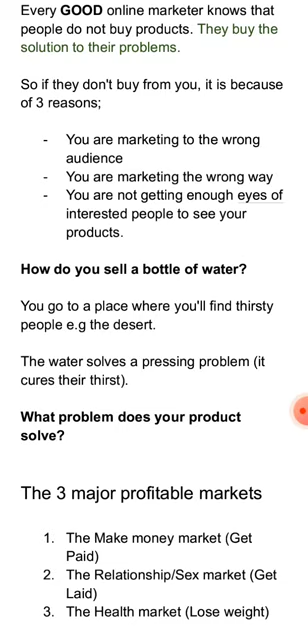 Every GOOD online marketer knows that
people do not buy products. They buy the
solution to their problems.
So if they don't buy from you, it is because
of 3 reasons;
- You are marketing to the wrong
audience
- You are marketing the wrong way
- You are not getting enough eyes of
interested people to see your
products.
How do you sell a bottle of water?
You go to a place where you'll find thirsty
people e.g the desert.
The water solves a pressing problem (it
cures their thirst).
What problem does your product
solve?
The 3 major profitable markets
1. The Make money market (Get
Paid)
2. The Relationship/Sex market (Get
Laid)
3. The Health market (Lose weight)